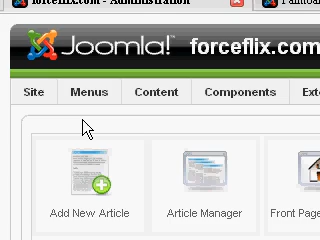 forceflix.com - Administration
Joomla! forceflix.com
Site Menus Content Components
Add New Article Article Manager Front Page